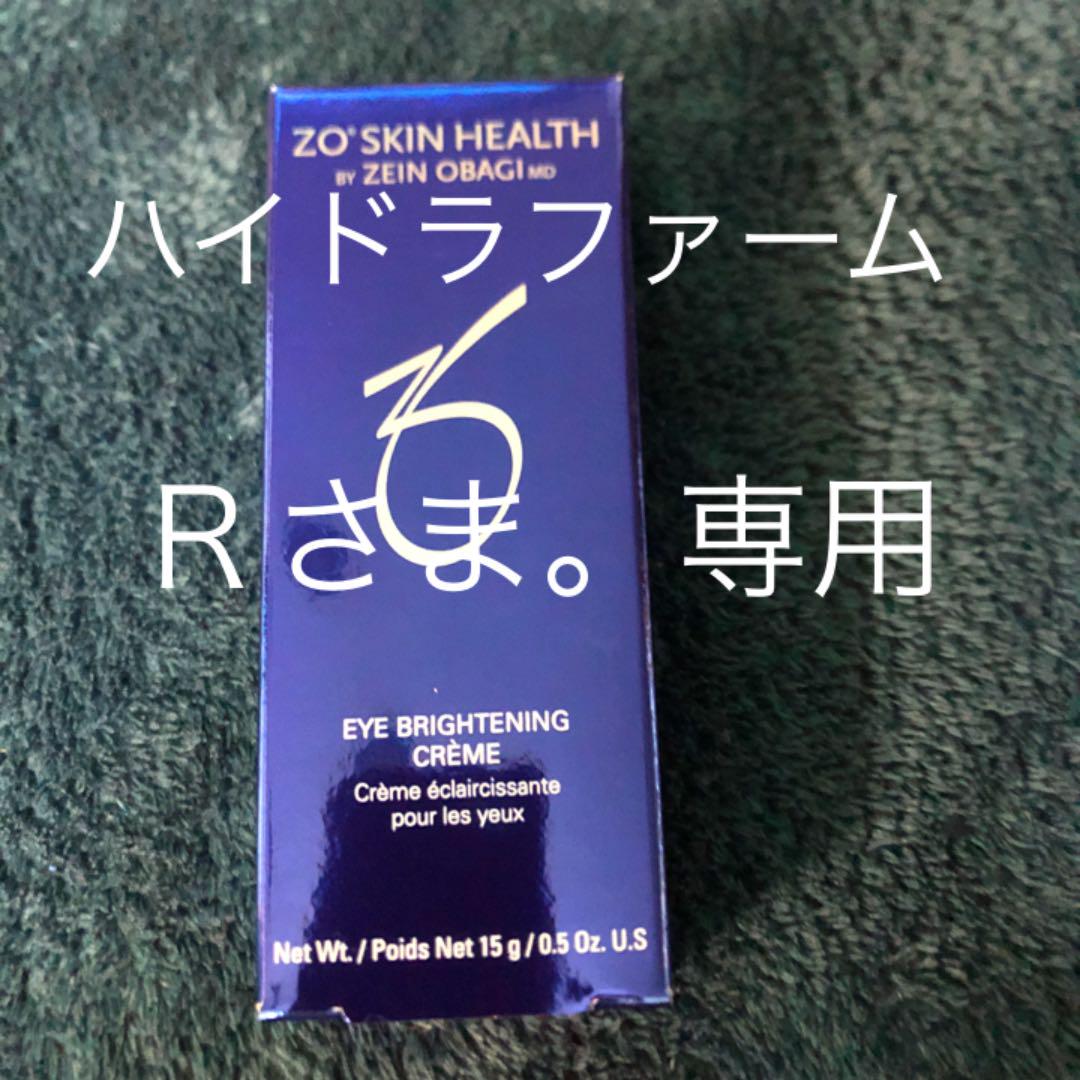 ZO® SKIN HEALTH
BY ZEIN OBAGI MD
ハイドラファーム
Rさま。専用
EYE BRIGHTENING
CRÈME
Crème éclaircissante
pour les yeux
Net Wt. / Poids Net 15 g / 0.5 Oz. U.S